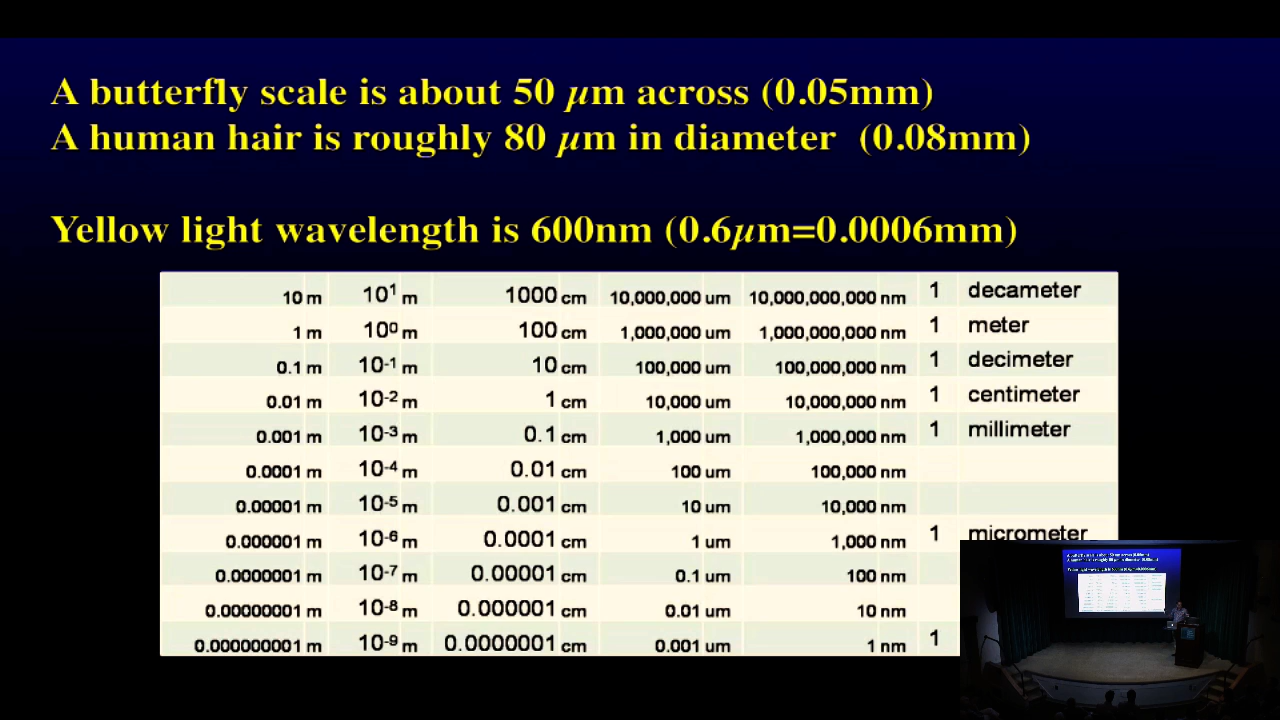 A butterfly scale is about 50 μm across (0.05mm)
A human hair is roughly 80 μm in diameter (0.08mm)
Yellow light wavelength is 600nm (0.6μm=0.0006mm)
10 m 10¹ m 1000 cm 10,000,000 um 10,000,000,000 nm 1 decameter
1 m 10⁰ m 100 cm 1,000,000 um 1,000,000,000 nm 1 meter
0.1 m 10⁻¹ m 10 cm 100,000 um 100,000,000 nm 1 decimeter
0.01 m 10⁻² m 1 cm 10,000 um 10,000,000 nm 1 centimeter
0.001 m 10⁻³ m 0.1 cm 1,000 um 1,000,000 nm 1 millimeter
0.0001 m 10⁻⁴ m 0.01 cm 100 um 100,000 nm
0.00001 m 10⁻⁵ m 0.001 cm 10 um 10,000 nm
0.000001 m 10⁻⁶ m 0.0001 cm 1 um 1,000 nm 1 micrometer
0.0000001 m 10⁻⁷ m 0.00001 cm 0.1 um 100 nm
0.00000001 m 10⁻⁸ m 0.000001 cm 0.01 um 10 nm
0.000000001 m 10⁻⁹ m 0.0000001 cm 0.001 um 1 nm 1